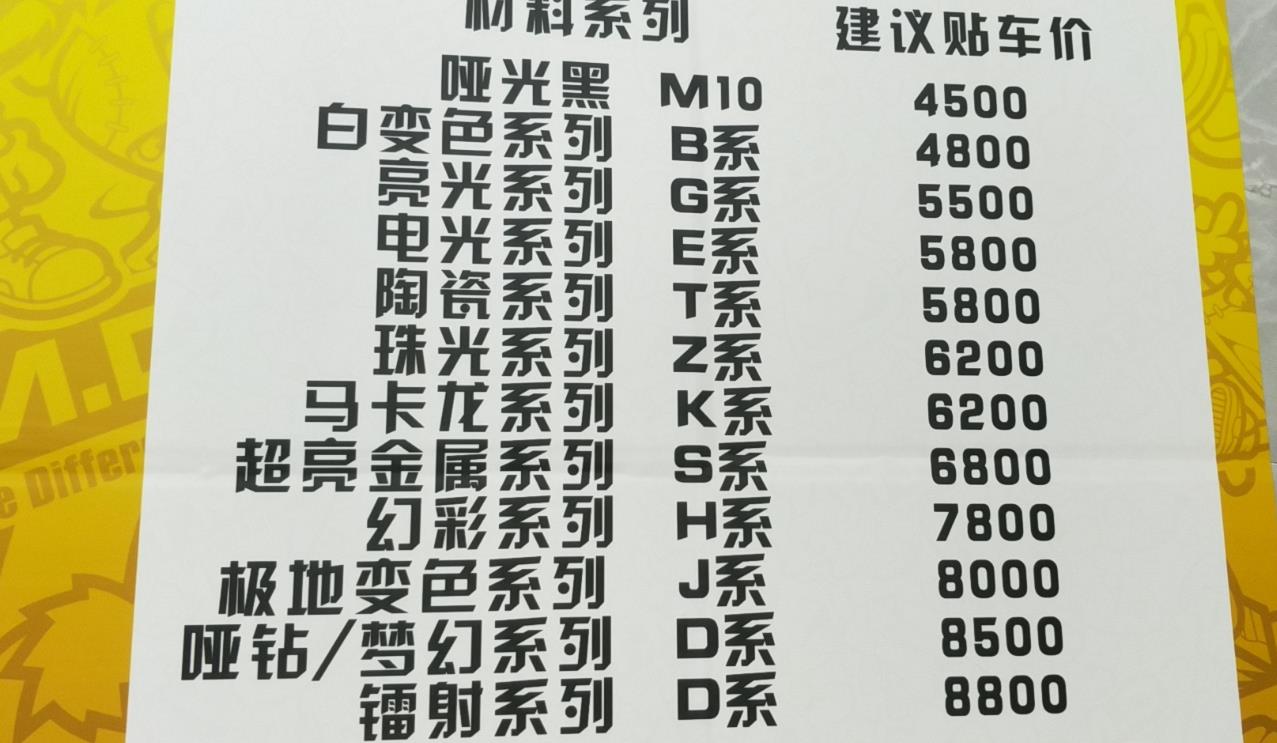 材料系列 建议贴车价
哑光黑 M10 4500
白变色系列 B系 4800
亮光系列 G系 5500
电光系列 E系 5800
陶瓷系列 T系 5800
珠光系列 Z系 6200
马卡龙系列 K系 6200
超亮金属系列 S系 6800
幻彩系列 H系 7800
极地变色系列 J系 8000
哑钻/梦幻系列 D系 8500
镭射系列 D系 8800